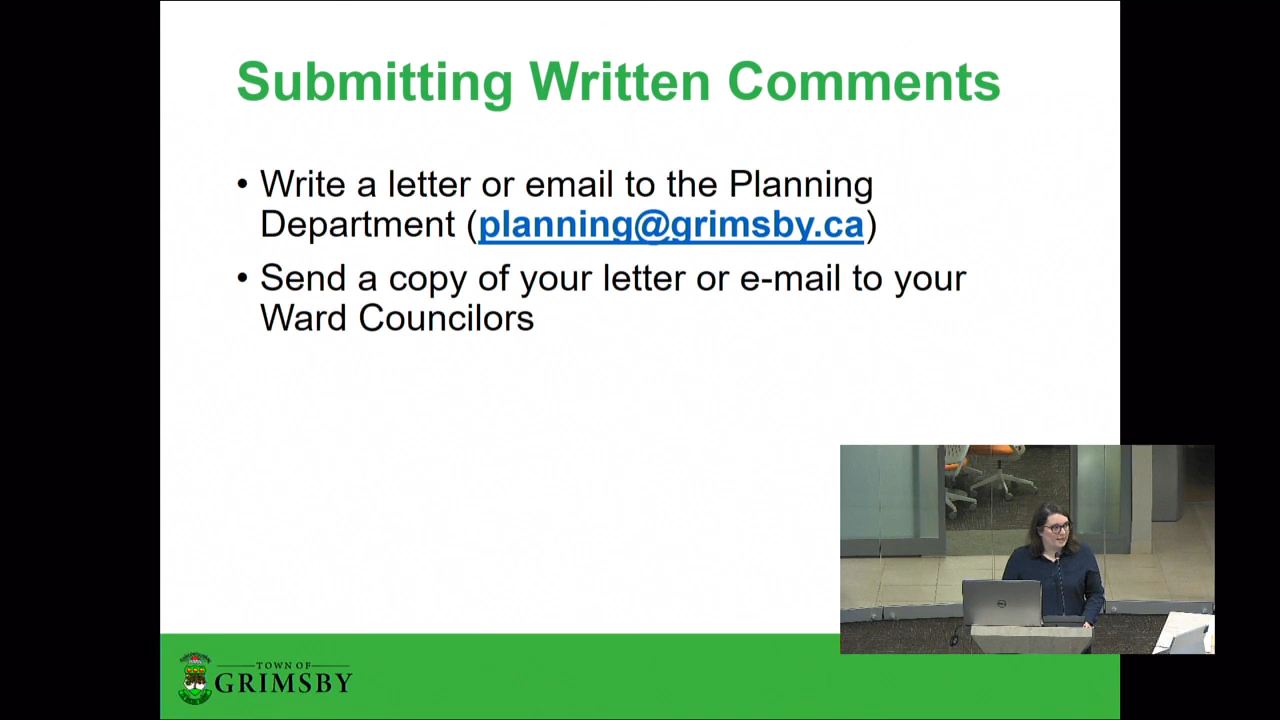 Submitting Written Comments
• Write a letter or email to the Planning
Department (planning@grimsby.ca)
• Send a copy of your letter or e-mail to your
Ward Councilors
TOWN OF
GRIMSBY